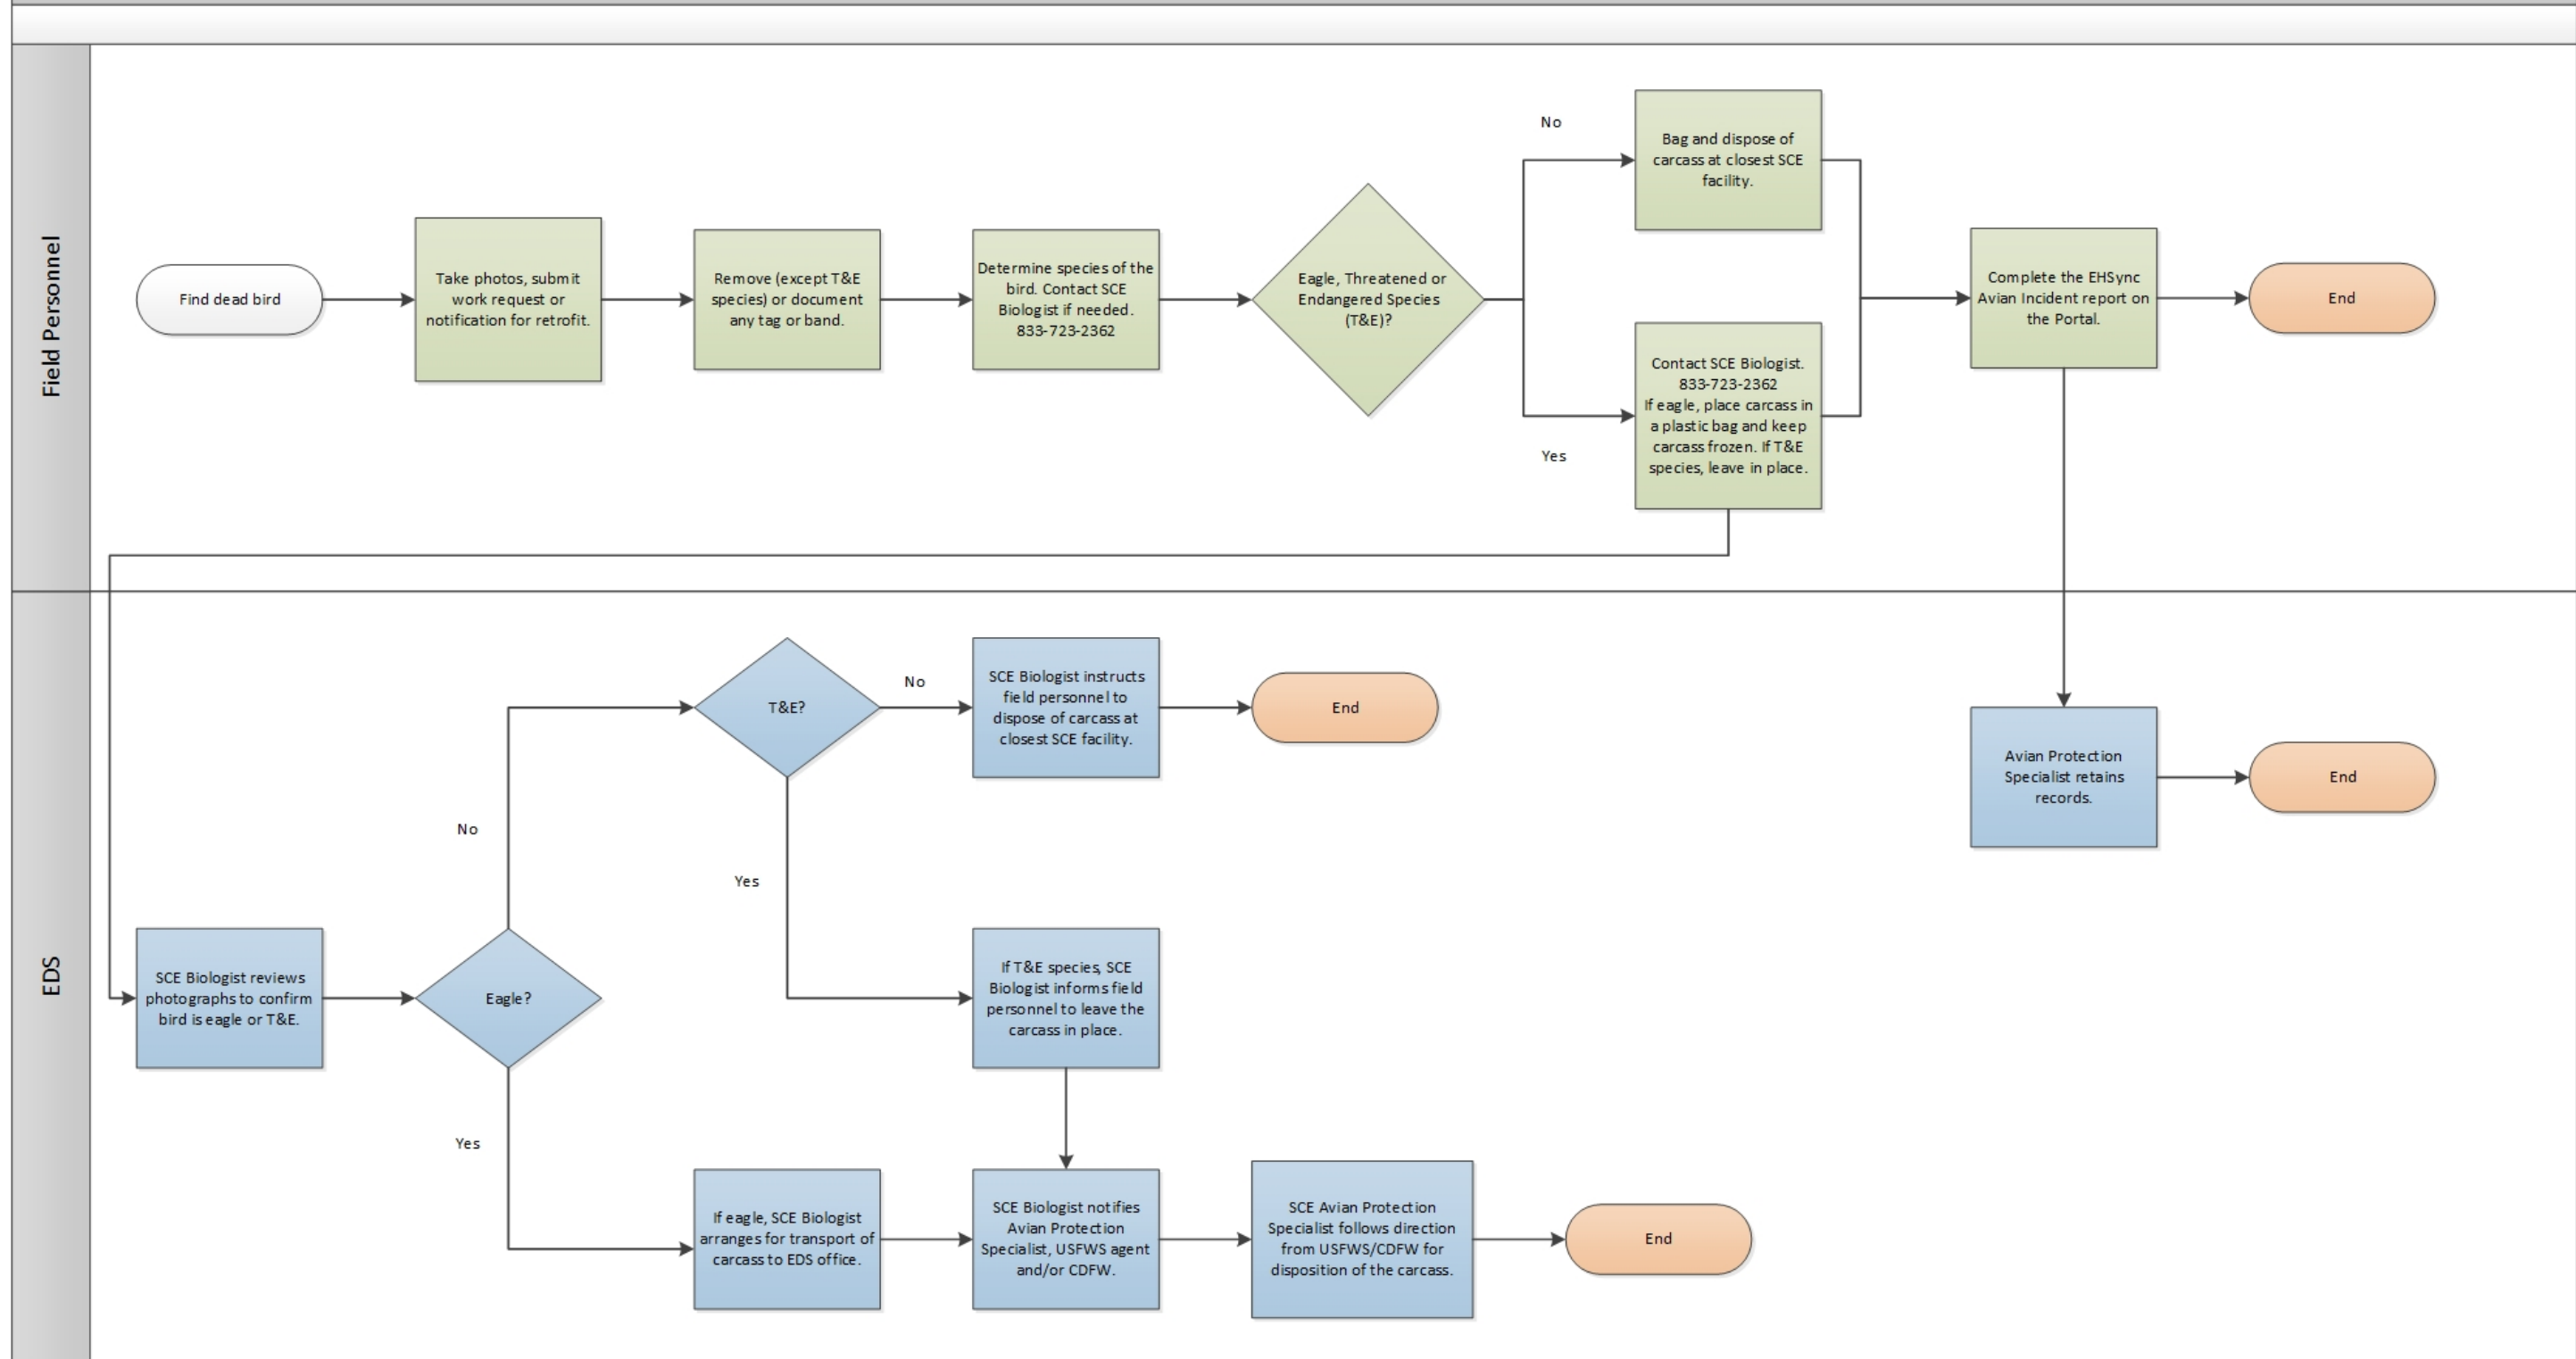 Field Personnel
Find dead bird
Take photos, submit
work request or
notification for retrofit.
Remove (except T&E
species) or document
any tag or band.
Determine species of the
bird. Contact SCE
Biologist if needed.
833-723-2362
Eagle, Threatened or
Endangered Species
(T&E)?
No
Bag and dispose of
carcass at closest SCE
facility.
Yes
Contact SCE Biologist.
833-723-2362
If eagle, place carcass in
a plastic bag and keep
carcass frozen. If T&E
species, leave in place.
Complete the EHSync
Avian Incident report on
the Portal.
End
EDS
SCE Biologist reviews
photographs to confirm
bird is eagle or T&E.
Eagle?
No
T&E?
No
SCE Biologist instructs
field personnel to
dispose of carcass at
closest SCE facility.
End
Yes
If T&E species, SCE
Biologist informs field
personnel to leave the
carcass in place.
Yes
If eagle, SCE Biologist
arranges for transport of
carcass to EDS office.
SCE Biologist notifies
Avian Protection
Specialist, USFWS agent
and/or CDFW.
SCE Avian Protection
Specialist follows direction
from USFWS/CDFW for
disposition of the carcass.
End
Avian Protection
Specialist retains
records.
End